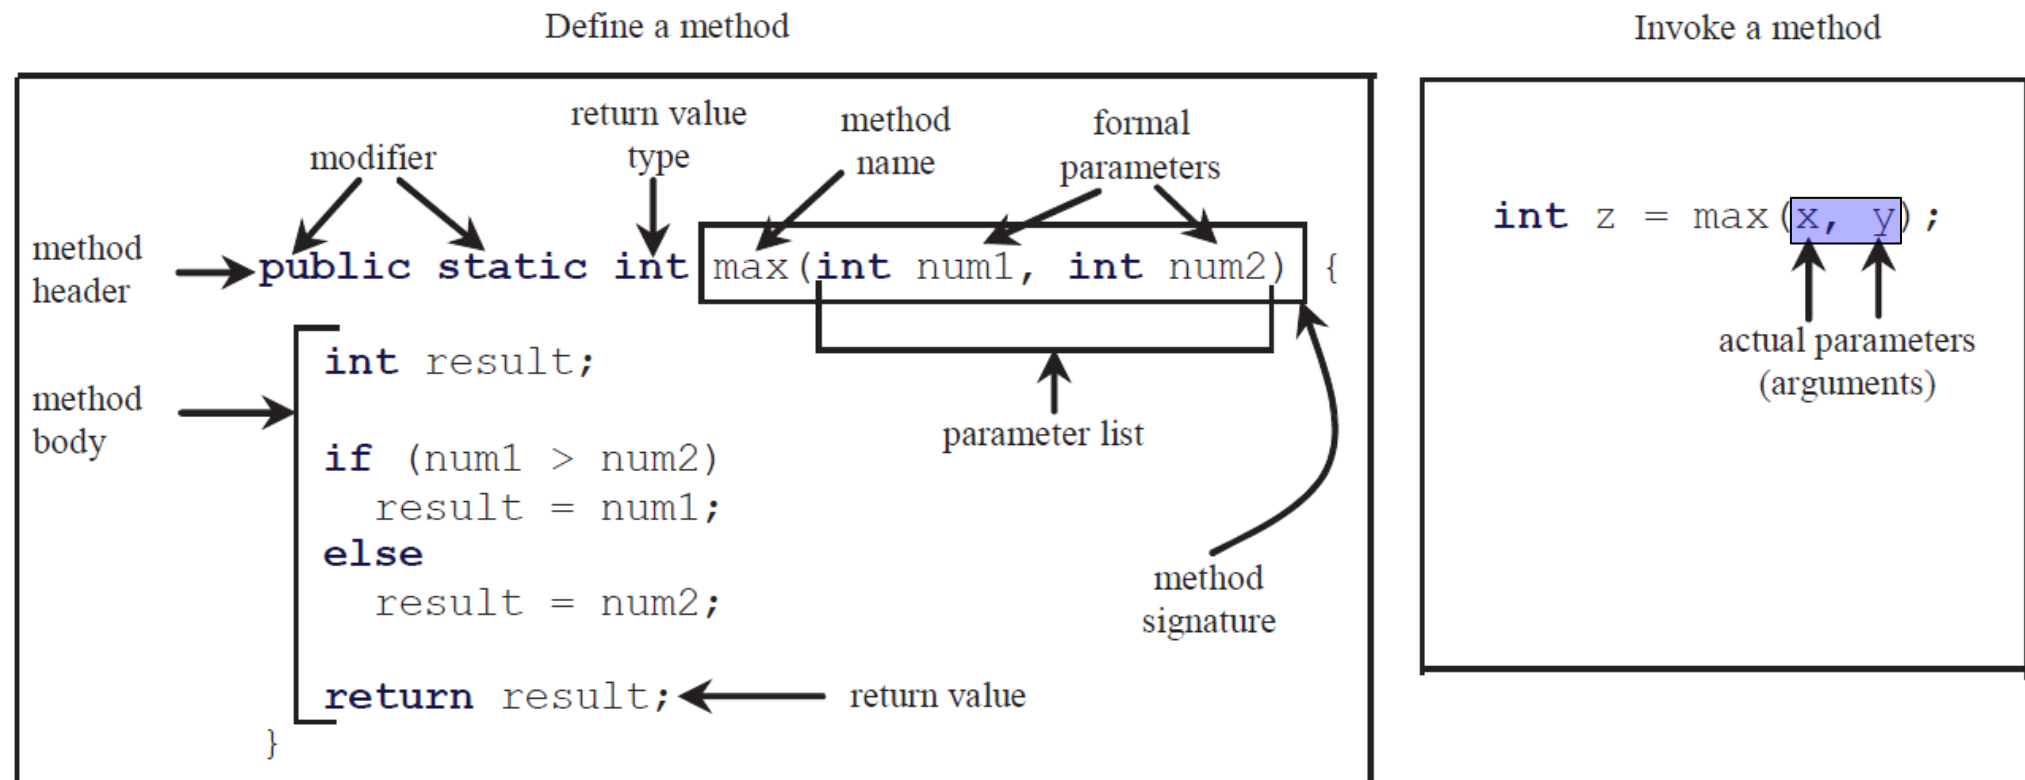 Define a method
Invoke a method
return value
type
method
name
formal
parameters
modifier
method
header
public static int max(int num1, int num2) {
int z = max(x, y);
actual parameters
(arguments)
parameter list
method
body
int result;
if (num1 > num2)
result = num1;
else
result = num2;
method
signature
return result;
return value
}